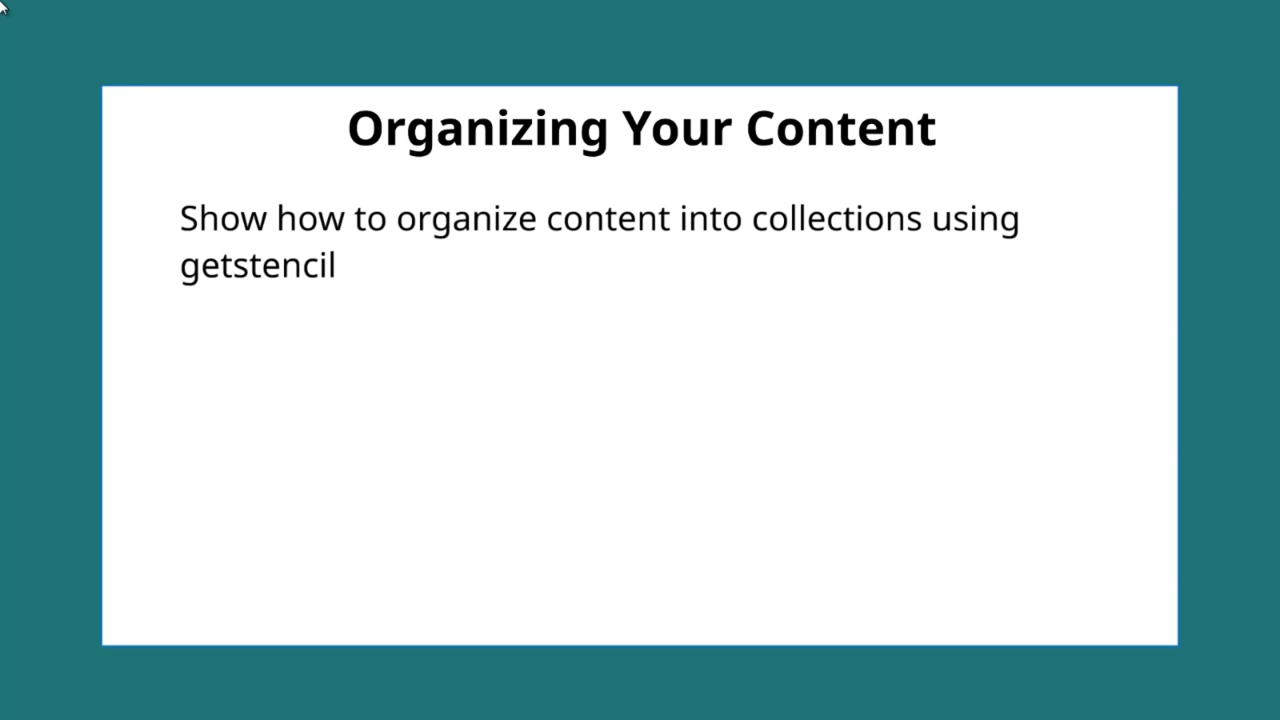 Organizing Your Content
Show how to organize content into collections using
getstencil